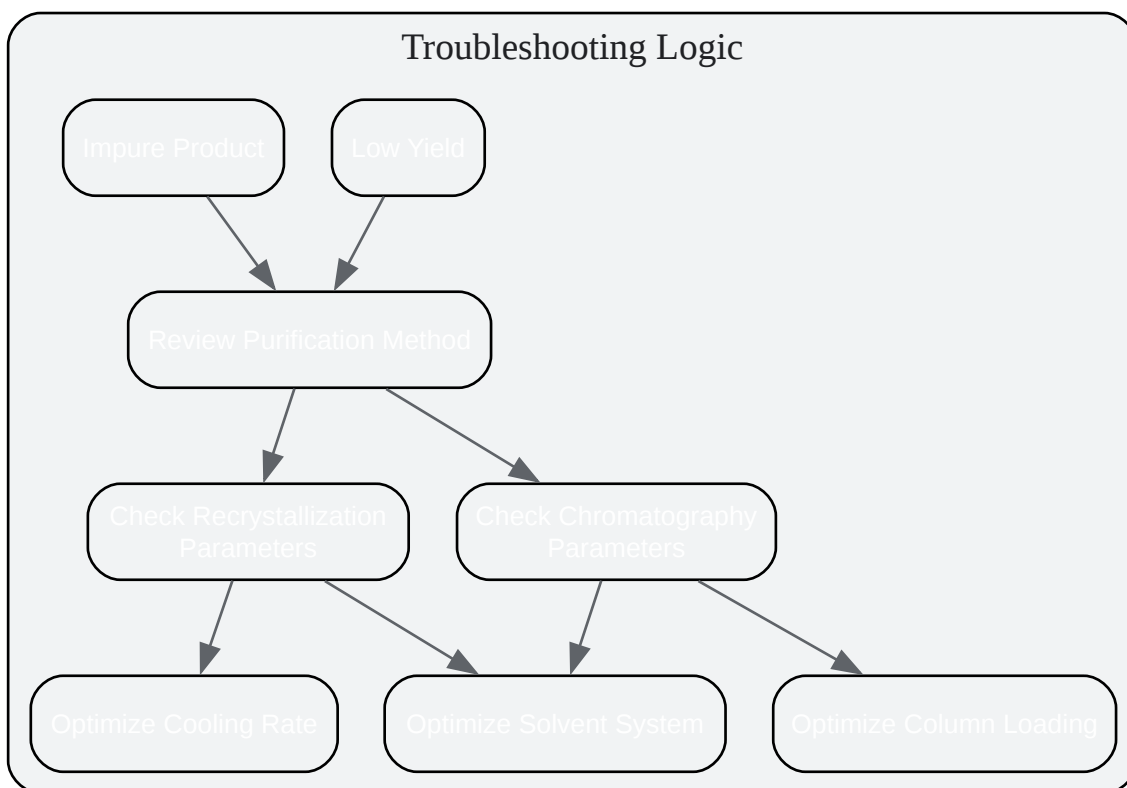 Troubleshooting Logic
Impure Product
Low Yield
Review Purification Method
Check Recrystallization
Parameters
Check Chromatography
Parameters
Optimize Cooling Rate
Optimize Solvent System
Optimize Column Loading